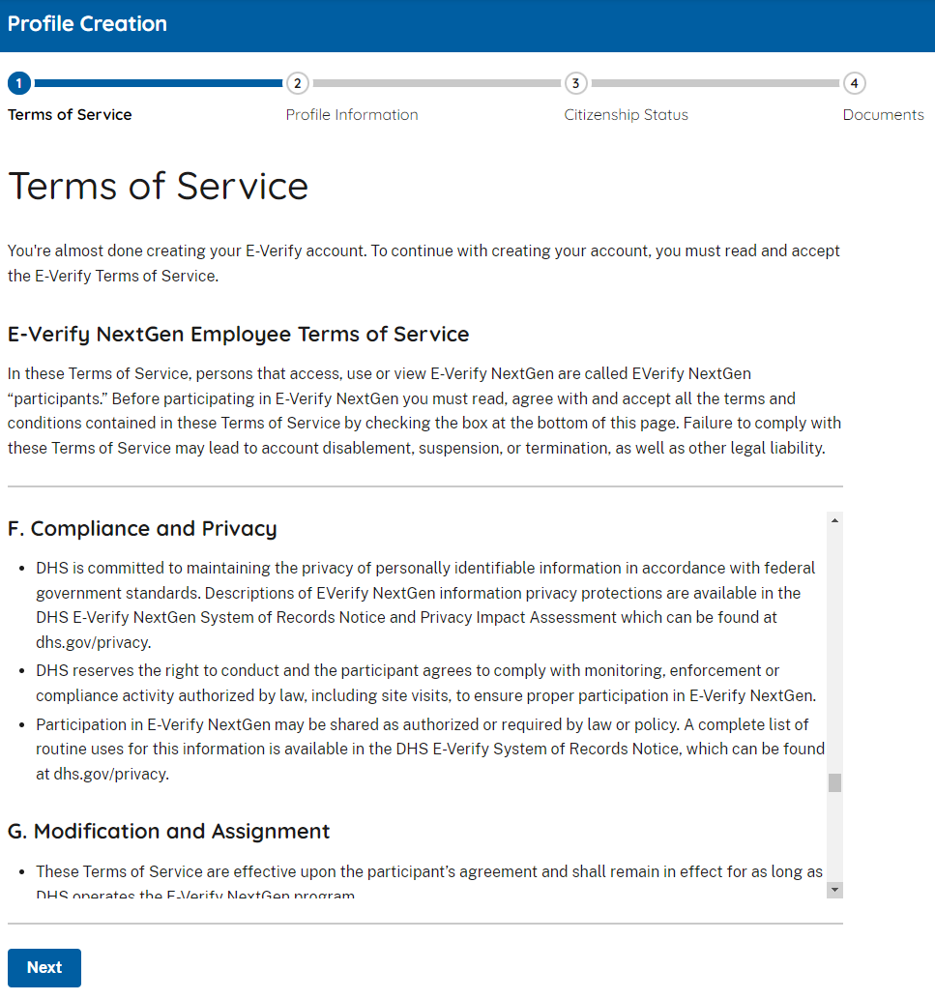 Profile Creation
1
2
3
4
Terms of Service
Profile Information
Citizenship Status
Documents
Terms of Service
You're almost done creating your E-Verify account. To continue with creating your account, you must read and accept
the E-Verify Terms of Service.
E-Verify NextGen Employee Terms of Service
In these Terms of Service, persons that access, use or view E-Verify NextGen are called EVerify NextGen
“participants.” Before participating in E-Verify NextGen you must read, agree with and accept all the terms and
conditions contained in these Terms of Service by checking the box at the bottom of this page. Failure to comply with
these Terms of Service may lead to account disablement, suspension, or termination, as well as other legal liability.
F. Compliance and Privacy
• DHS is committed to maintaining the privacy of personally identifiable information in accordance with federal
government standards. Descriptions of EVerify NextGen information privacy protections are available in the
DHS E-Verify NextGen System of Records Notice and Privacy Impact Assessment which can be found at
dhs.gov/privacy.
• DHS reserves the right to conduct and the participant agrees to comply with monitoring, enforcement or
compliance activity authorized by law, including site visits, to ensure proper participation in E-Verify NextGen.
• Participation in E-Verify NextGen may be shared as authorized or required by law or policy. A complete list of
routine uses for this information is available in the DHS E-Verify System of Records Notice, which can be found
at dhs.gov/privacy.
G. Modification and Assignment
• These Terms of Service are effective upon the participant’s agreement and shall remain in effect for as long as
DHS operates the E-Verify NextGen program
Next